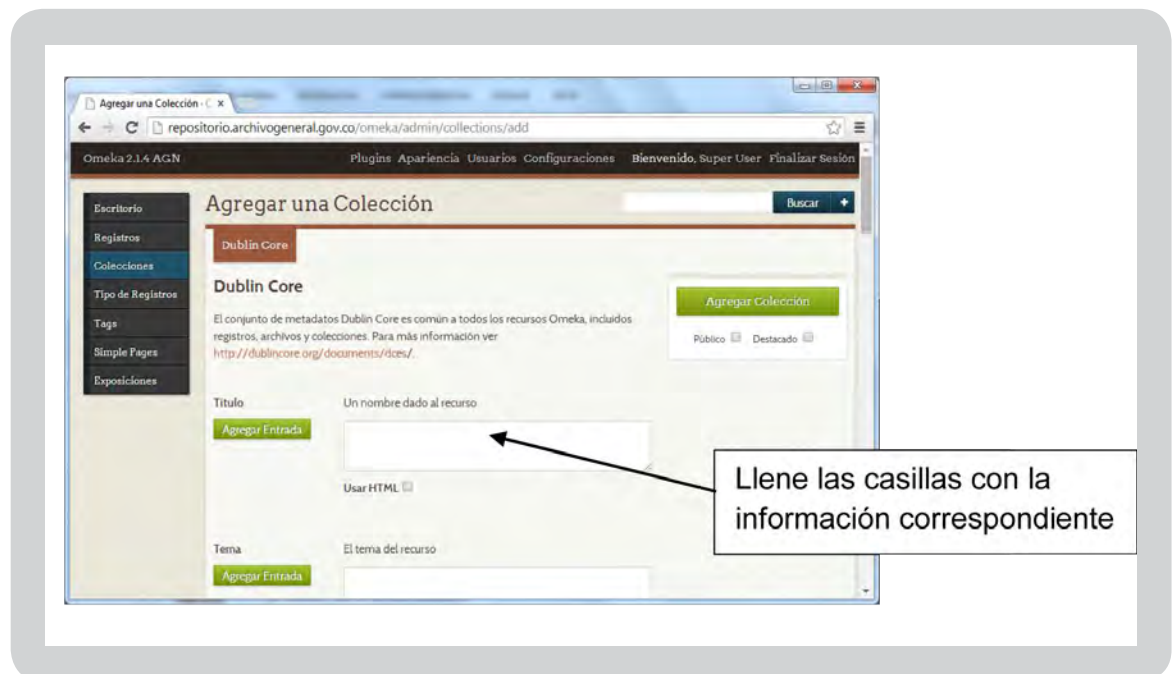 Agregar una Colección · C x
repositorio.archivogeneral.gov.co/omeka/admin/collections/add
Omeka 2.1.4 AGN Plugins Apariencia Usuarios Configuraciones Bienvenido, Super User Finalizar Sesión
Escritorio
Registros
Colecciones
Tipo de Registros
Tags
Simple Pages
Exposiciones
Agregar una Colección
Buscar +
Dublin Core
Dublin Core
El conjunto de metadatos Dublin Core es común a todos los recursos Omeka, incluidos
registros, archivos y colecciones. Para más información ver
http://dublincore.org/documents/dces/.
Agregar Colección
Público Destacado
Título Un nombre dado al recurso
Agregar Entrada
Usar HTML
Tema El tema del recurso
Agregar Entrada
Llene las casillas con la
información correspondiente